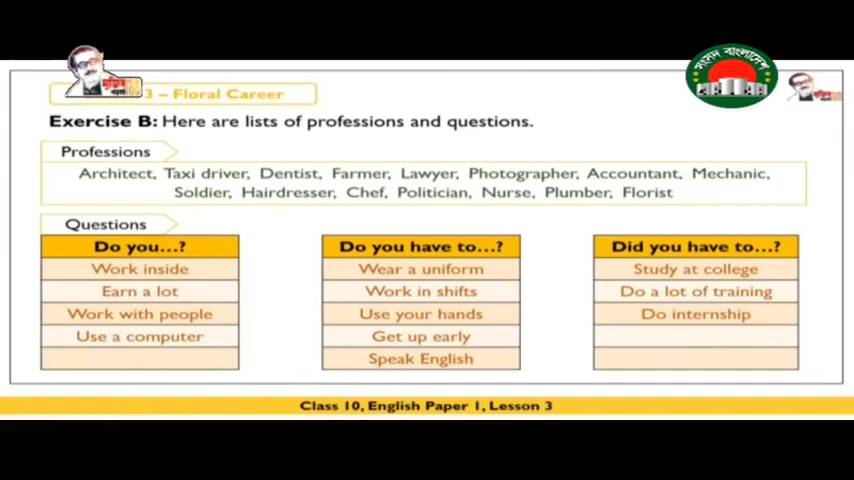 সংসদ বাংলাদেশ
মুজিব
3 – Floral Career
Exercise B: Here are lists of professions and questions.
Professions
Architect, Taxi driver, Dentist, Farmer, Lawyer, Photographer, Accountant, Mechanic,
Soldier, Hairdresser, Chef, Politician, Nurse, Plumber, Florist
Questions
Do you...?
Work inside
Earn a lot
Work with people
Use a computer
Do you have to...?
Wear a uniform
Work in shifts
Use your hands
Get up early
Speak English
Did you have to...?
Study at college
Do a lot of training
Do internship
Class 10, English Paper 1, Lesson 3